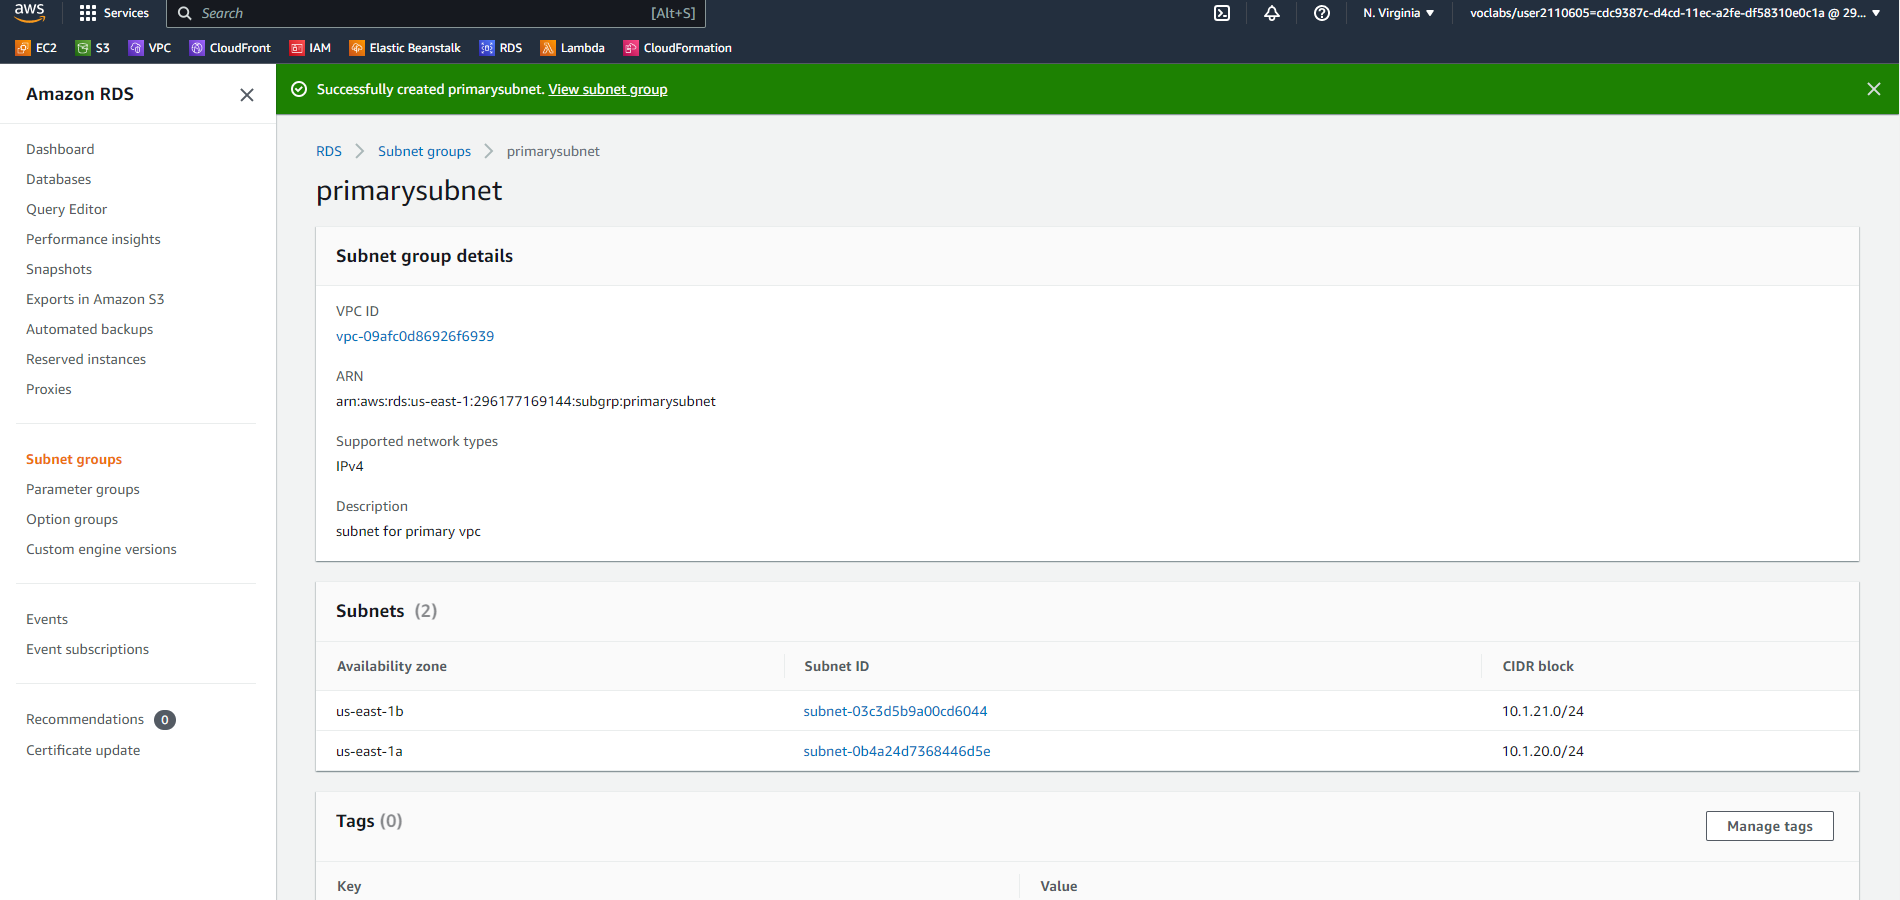 aws
Services
Search
[Alt+S]
N. Virginia
voclabs/user2110605=cdc9387c-d4cd-11ec-a2fe-df58310e0c1a @ 29...
EC2
S3
VPC
CloudFront
IAM
Elastic Beanstalk
RDS
Lambda
CloudFormation
Amazon RDS
Dashboard
Databases
Query Editor
Performance insights
Snapshots
Exports in Amazon S3
Automated backups
Reserved instances
Proxies
Subnet groups
Parameter groups
Option groups
Custom engine versions
Events
Event subscriptions
Recommendations 0
Certificate update
Successfully created primarysubnet. View subnet group
RDS > Subnet groups > primarysubnet
primarysubnet
Subnet group details
VPC ID
vpc-09afc0d86926f6939
ARN
arn:aws:rds:us-east-1:296177169144:subgrp:primarysubnet
Supported network types
IPv4
Description
subnet for primary vpc
Subnets (2)
Availability zone Subnet ID CIDR block
us-east-1b subnet-03c3d5b9a00cd6044 10.1.21.0/24
us-east-1a subnet-0b4a24d7368446d5e 10.1.20.0/24
Tags (0)
Manage tags
Key Value